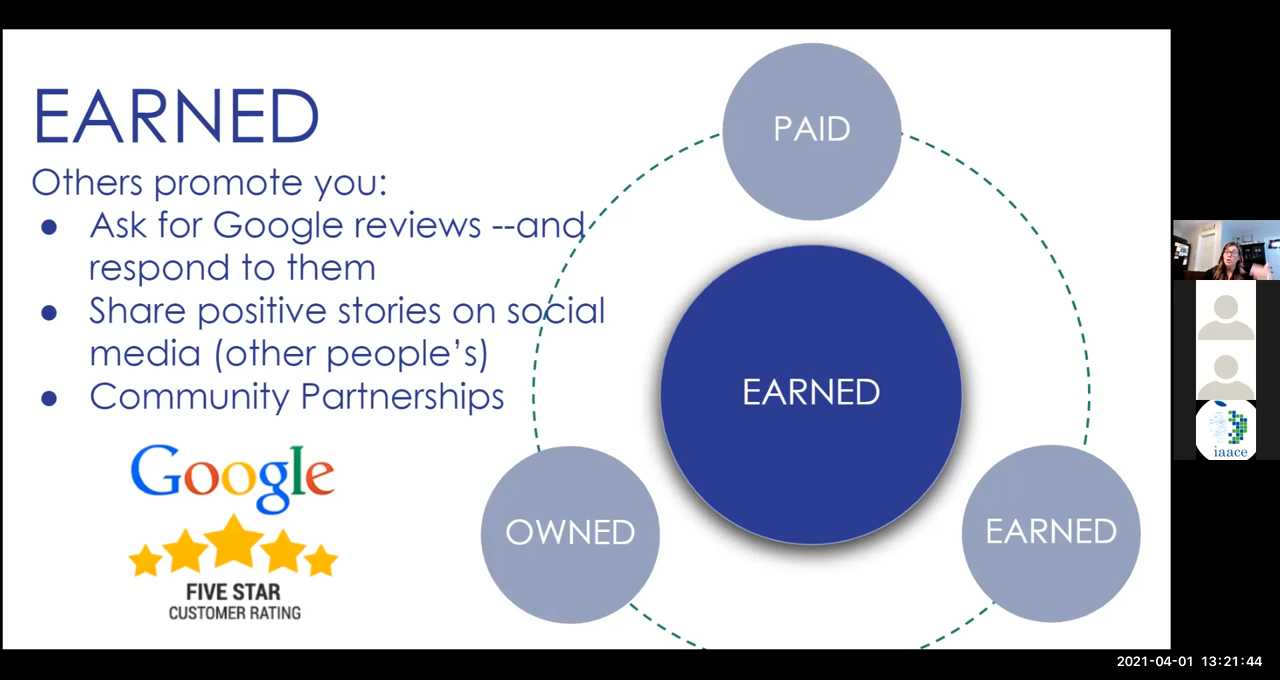 EARNED
Others promote you:
● Ask for Google reviews --and
respond to them
● Share positive stories on social
media (other people's)
● Community Partnerships
Google
FIVE STAR
CUSTOMER RATING
PAID
EARNED
OWNED
EARNED
iaace
2021-04-01 13:21:44